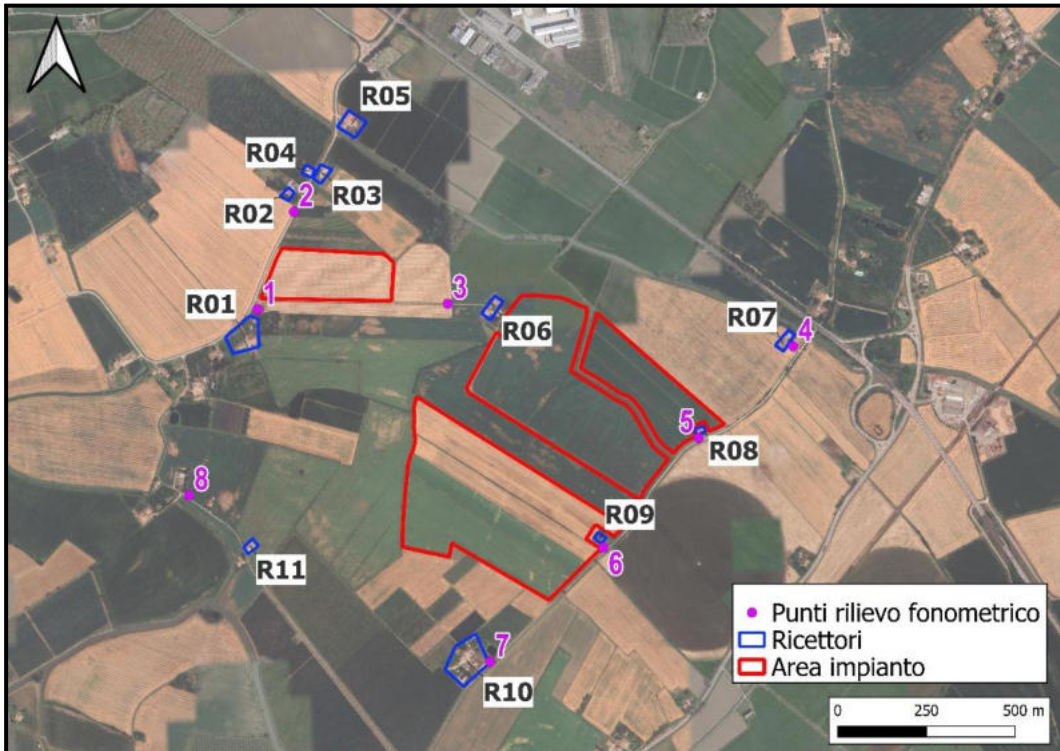 R05
R04
R03
2
R02
1
R01
3
R06
R07
4
5
R08
8
R09
6
R11
7
R10
Punti rilievo fonometrico
Ricettori
Area impianto
0 250 500 m